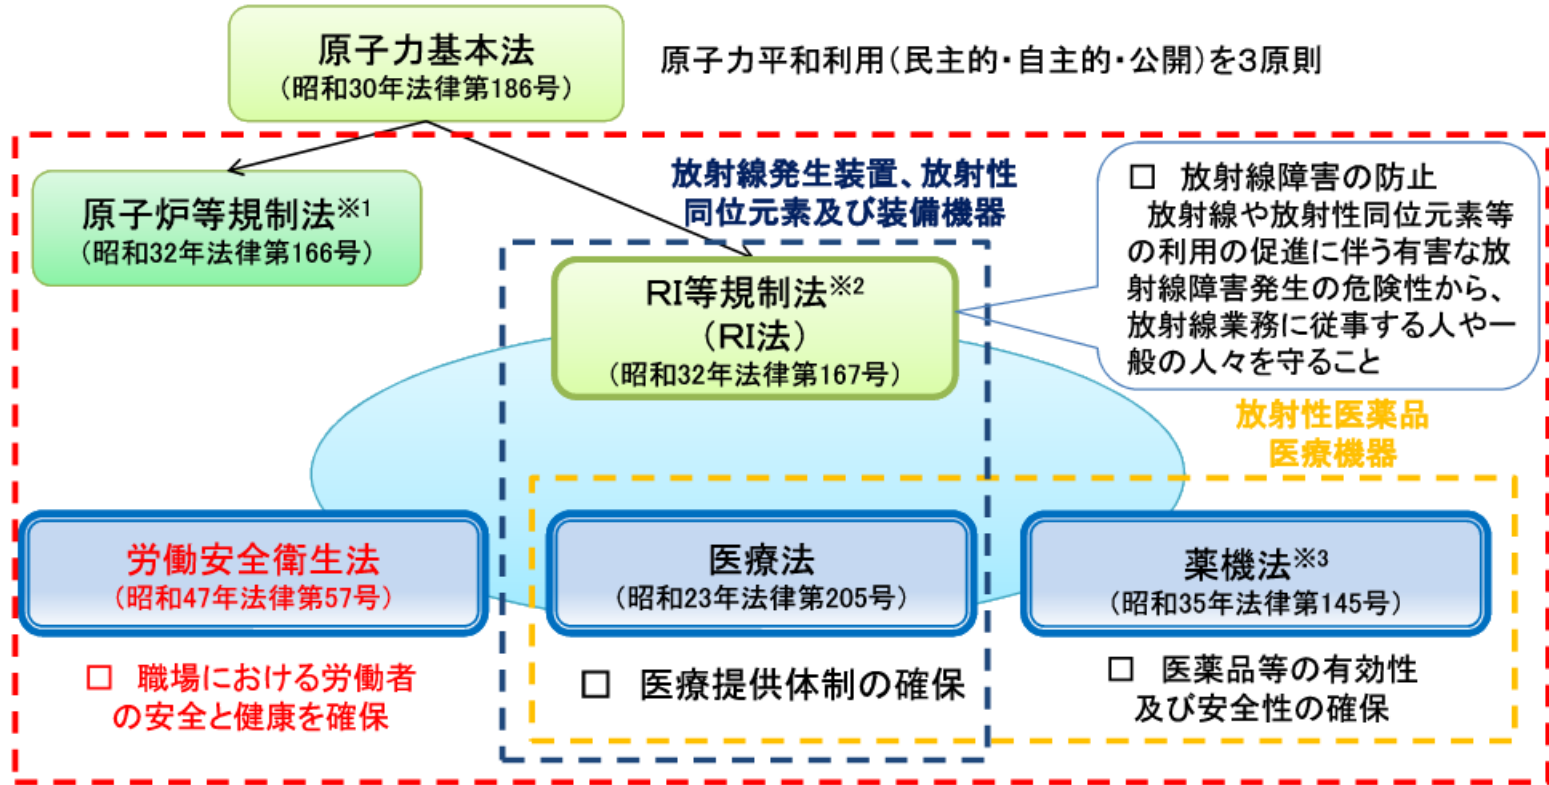 原子力基本法
（昭和30年法律第186号）
原子力平和利用（民主的・自主的・公開）を3原則
原子炉等規制法※1
（昭和32年法律第166号）
放射線発生装置、放射性
同位元素及び装備機器
RI等規制法※2
（RI法）
（昭和32年法律第167号）
□ 放射線障害の防止
放射線や放射性同位元素等
の利用の促進に伴う有害な放
射線障害発生の危険性から、
放射線業務に従事する人や一
般の人々を守ること
放射性医薬品
医療機器
労働安全衛生法
（昭和47年法律第57号）
□ 職場における労働者
の安全と健康を確保
医療法
（昭和23年法律第205号）
□ 医療提供体制の確保
薬機法※3
（昭和35年法律第145号）
□ 医薬品等の有効性
及び安全性の確保